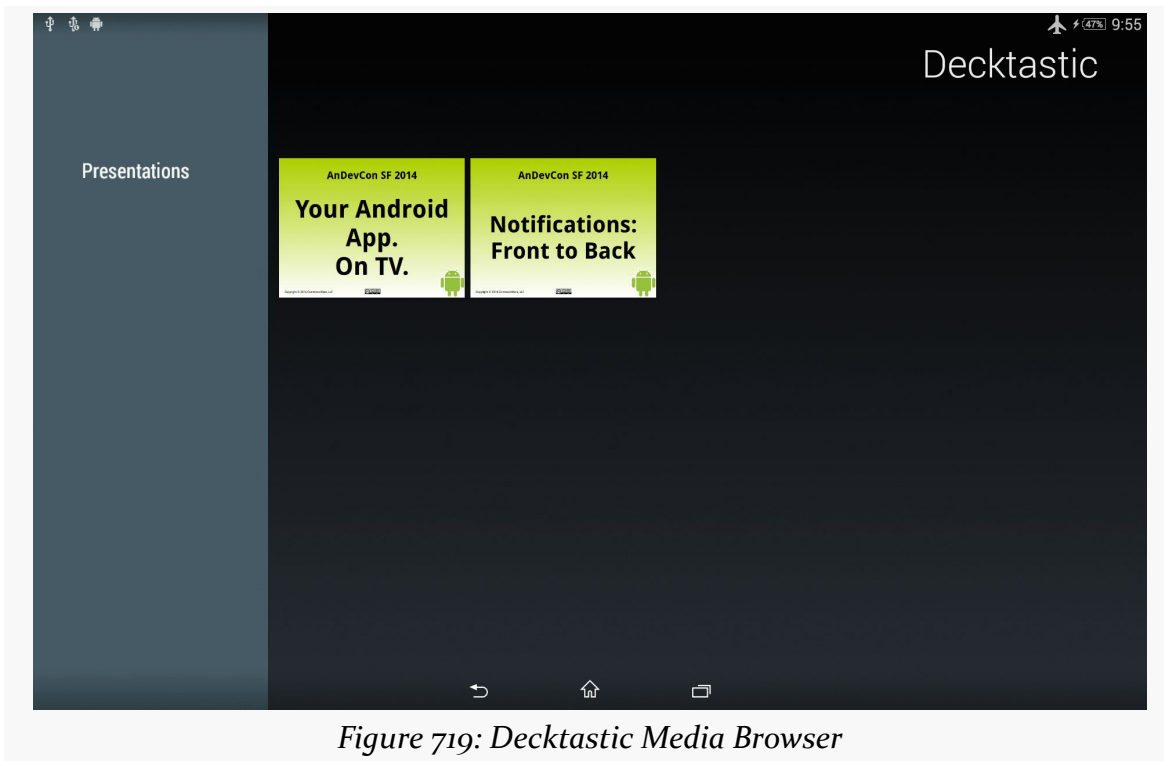 47%
9:55
Decktastic
Presentations
AnDevCon SF 2014
Your Android
App.
On TV.
AnDevCon SF 2014
Notifications:
Front to Back
Figure 719: Decktastic Media Browser